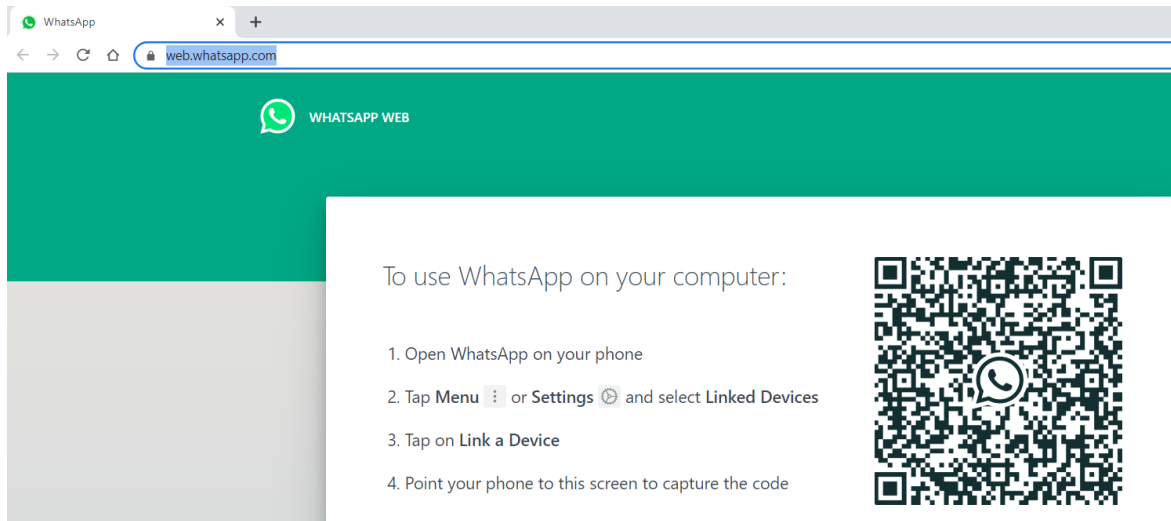 WhatsApp
web.whatsapp.com
WHATSAPP WEB
To use WhatsApp on your computer:
1. Open WhatsApp on your phone
2. Tap Menu or Settings and select Linked Devices
3. Tap on Link a Device
4. Point your phone to this screen to capture the code